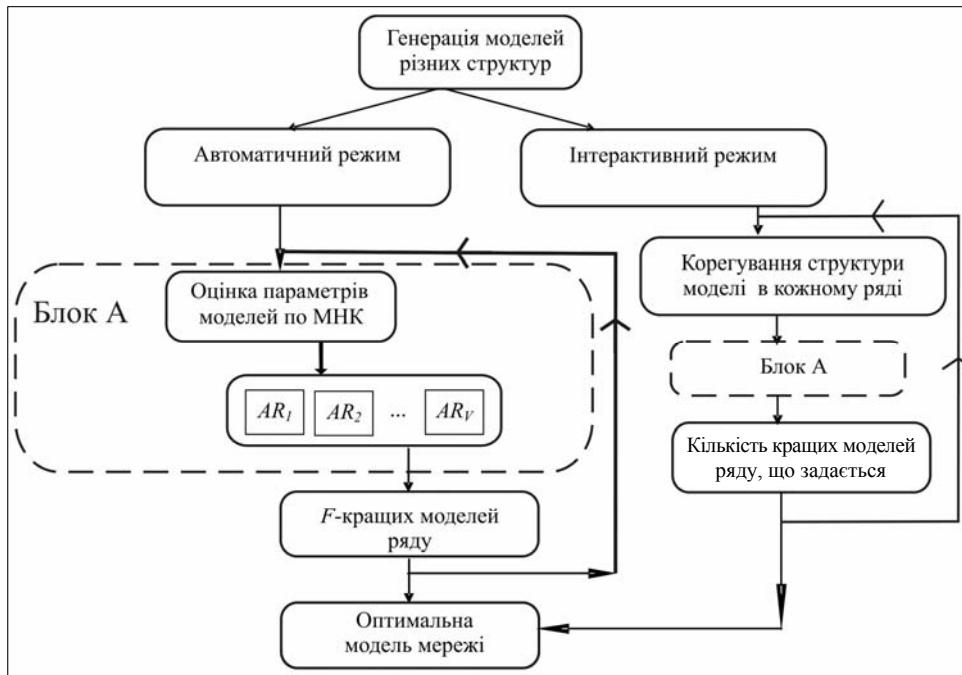 Генерація моделей
різних структур
Автоматичний режим
Інтерактивний режим
Блок А
Оцінка параметрів
моделей по МНК
AR1 AR2 ... ARV
F-кращих моделей
ряду
Корегування структури
моделі в кожному ряді
Блок А
Кількість кращих моделей
ряду, що задається
Оптимальна
модель мережі